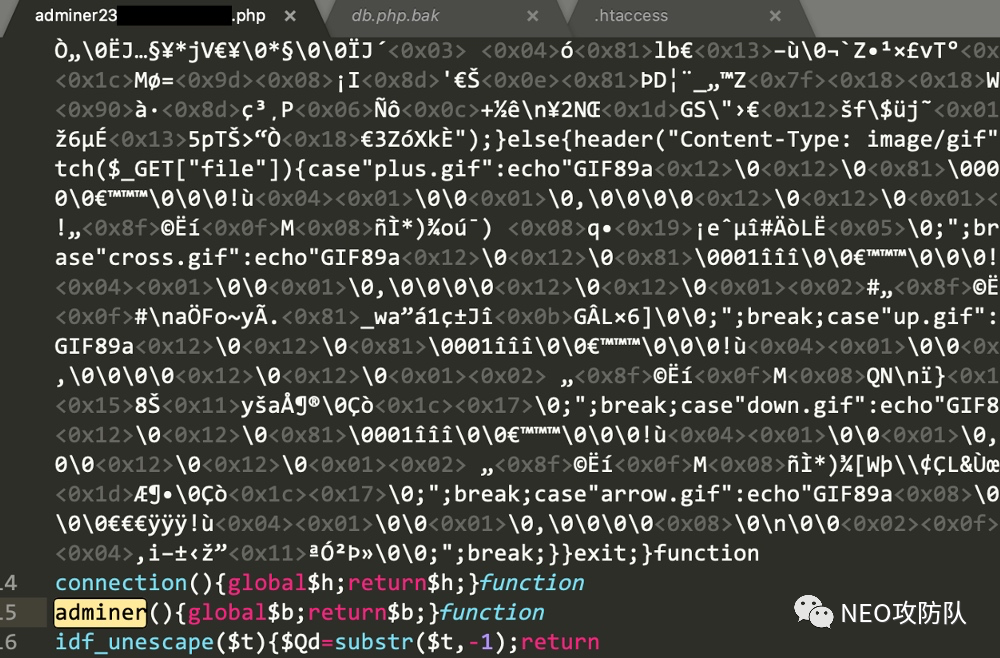 adminer23 .php × db.php.bak × .htaccess ×
Ò„\0ËJ…§¥*jV€¥\0*§\0\0ÏJ´<0x03> <0x04>ó<0x81>lb€<0x13>–ù\0¬`Z•¹×£vTº<0x
<0x1c>Mø=<0x9d><0x08>¡I<0x8d>'€Š<0x0e><0x81>ÞD¦¨_„™Z<0x7f><0x18><0x18>W
<0x90>à·<0x8d>ç³¸P<0x06>Ñô<0x0c>+½ê\n¥2NŒ<0x1d>GS\"›€<0x12>šf\$üj˜<0x01
ž6µÉ<0x13>5pTŠ>“Ò<0x18>€3ZóXkÈ");}else{header("Content-Type: image/gif"
tch($_GET["file"]){case"plus.gif":echo"GIF89a<0x12>\0<0x12>\0<0x81>\000
0\0€™™™\0\0\0!ù<0x04><0x01>\0\0<0x01>\0,\0\0\0\0<0x12>\0<0x12>\0<0x01><
!„<0x8f>©Ëí<0x0f>M<0x08>ñÌ*)¾oú¯) <0x08>q•<0x19>¡eˆµî#ÄòLË<0x05>\0;";br
ase"cross.gif":echo"GIF89a<0x12>\0<0x12>\0<0x81>\0001îîî\0\0€™™™\0\0\0!
<0x04><0x01>\0\0<0x01>\0,\0\0\0\0<0x12>\0<0x12>\0<0x01><0x02>#„<0x8f>©Ë
<0x0f>#\naÖFo~yÃ.<0x81>_wa”á1ç±Jî<0x0b>GÂL×6]\0\0;";break;case"up.gif":
GIF89a<0x12>\0<0x12>\0<0x81>\0001îîî\0\0€™™™\0\0\0!ù<0x04><0x01>\0\0<0x
,\0\0\0\0<0x12>\0<0x12>\0<0x01><0x02> „<0x8f>©Ëí<0x0f>M<0x08>QN\nï}<0x1
<0x15>8Š<0x11>yšaÅ¶®\0Çò<0x1c><0x17>\0;";break;case"down.gif":echo"GIF8
<0x12>\0<0x12>\0<0x81>\0001îîî\0\0€™™™\0\0\0!ù<0x04><0x01>\0\0<0x01>\0,
0\0<0x12>\0<0x12>\0<0x01><0x02> „<0x8f>©Ëí<0x0f>M<0x08>ñÌ*)¾[Wþ\\¢ÇL&Ùœ
<0x1d>Æ¶•\0Çò<0x1c><0x17>\0;";break;case"arrow.gif":echo"GIF89a<0x08>\0
\0\0€€€ÿÿÿ!ù<0x04><0x01>\0\0<0x01>\0,\0\0\0\0<0x08>\0\n\0\0<0x02><0x0f>
<0x04>‚i–±‹ž”<0x11>ªÓ²Þ»\0\0;";break;}}exit;}function
14 connection(){global$h;return$h;}function
15 adminer(){global$b;return$b;}function
16 idf_unescape($t){$Qd=substr($t,-1);return
NEO攻防队